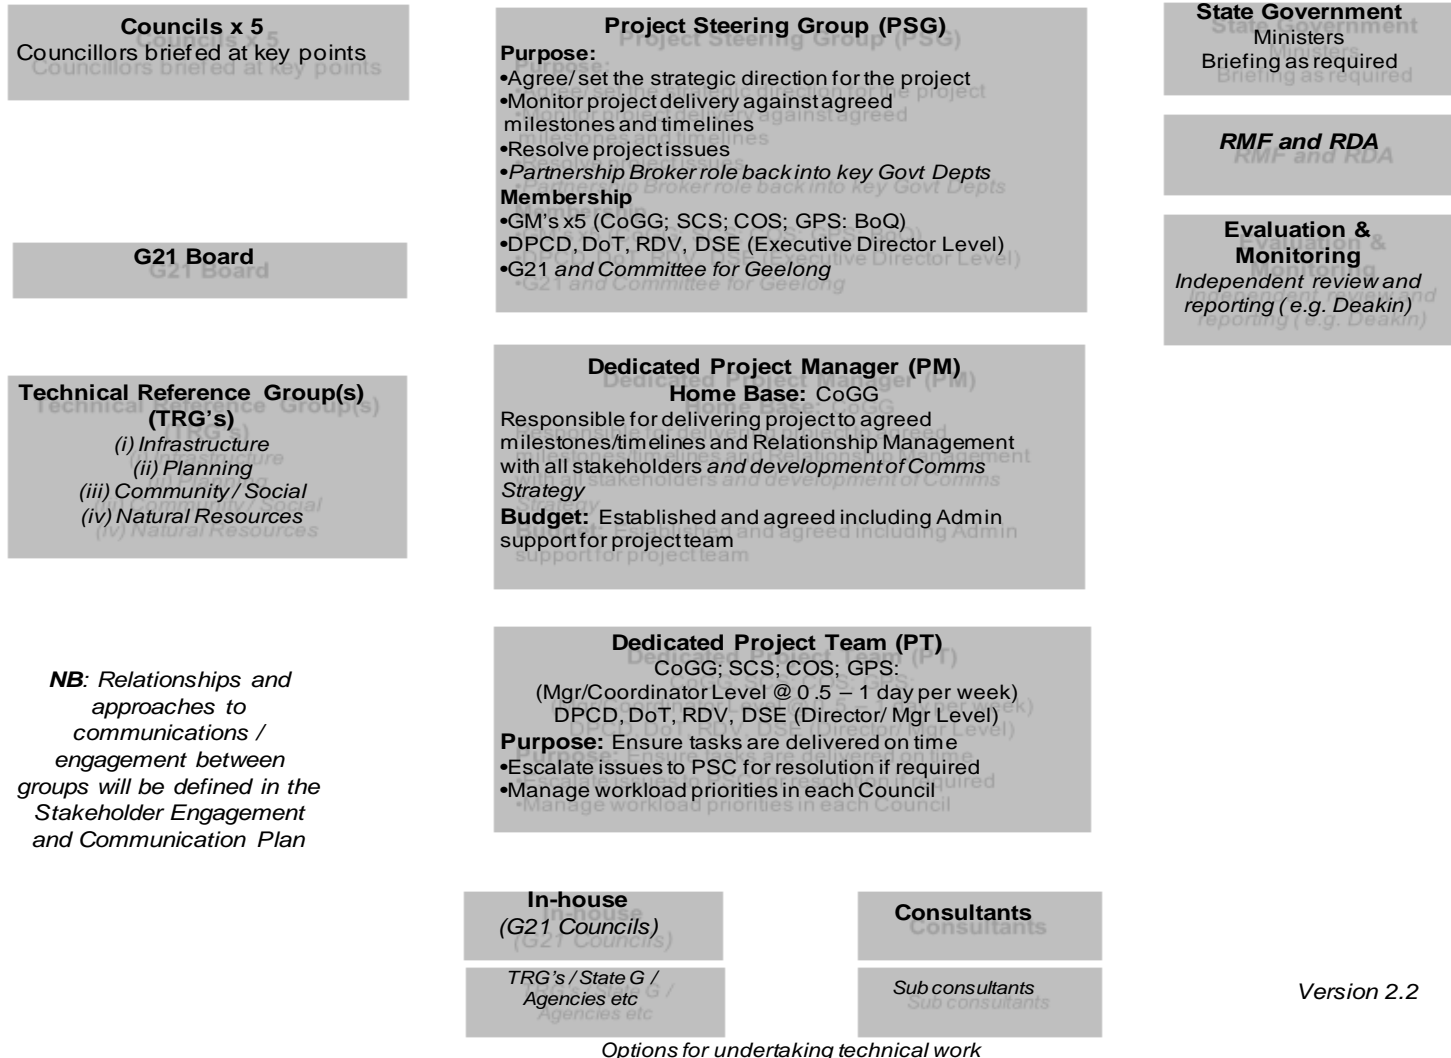 Councils x 5
Councillors briefed at key points
G21 Board
Technical Reference Group(s)
(TRG's)
(i) Infrastructure
(ii) Planning
(iii) Community / Social
(iv) Natural Resources
NB: Relationships and
approaches to
communications /
engagement between
groups will be defined in the
Stakeholder Engagement
and Communication Plan
Project Steering Group (PSG)
Purpose:
•Agree/ set the strategic direction for the project
•Monitor project delivery against agreed
milestones and timelines
•Resolve project issues
•Partnership Broker role back into key Govt Depts
Membership
•GM's x5 (CoGG; SCS; COS; GPS: BoQ)
•DPCD, DoT, RDV, DSE (Executive Director Level)
•G21 and Committee for Geelong
Dedicated Project Manager (PM)
Home Base: CoGG
Responsible for delivering project to agreed
milestones/timelines and Relationship Management
with all stakeholders and development of Comms
Strategy
Budget: Established and agreed including Admin
support for project team
Dedicated Project Team (PT)
CoGG; SCS; COS; GPS:
(Mgr/Coordinator Level @ 0.5 – 1 day per week)
DPCD, DoT, RDV, DSE (Director/ Mgr Level)
Purpose: Ensure tasks are delivered on time
•Escalate issues to PSC for resolution if required
•Manage workload priorities in each Council
In-house
(G21 Councils)
TRG's / State G /
Agencies etc
Consultants
Sub consultants
Options for undertaking technical work
State Government
Ministers
Briefing as required
RMF and RDA
Evaluation &
Monitoring
Independent review and
reporting ( e.g. Deakin)
Version 2.2